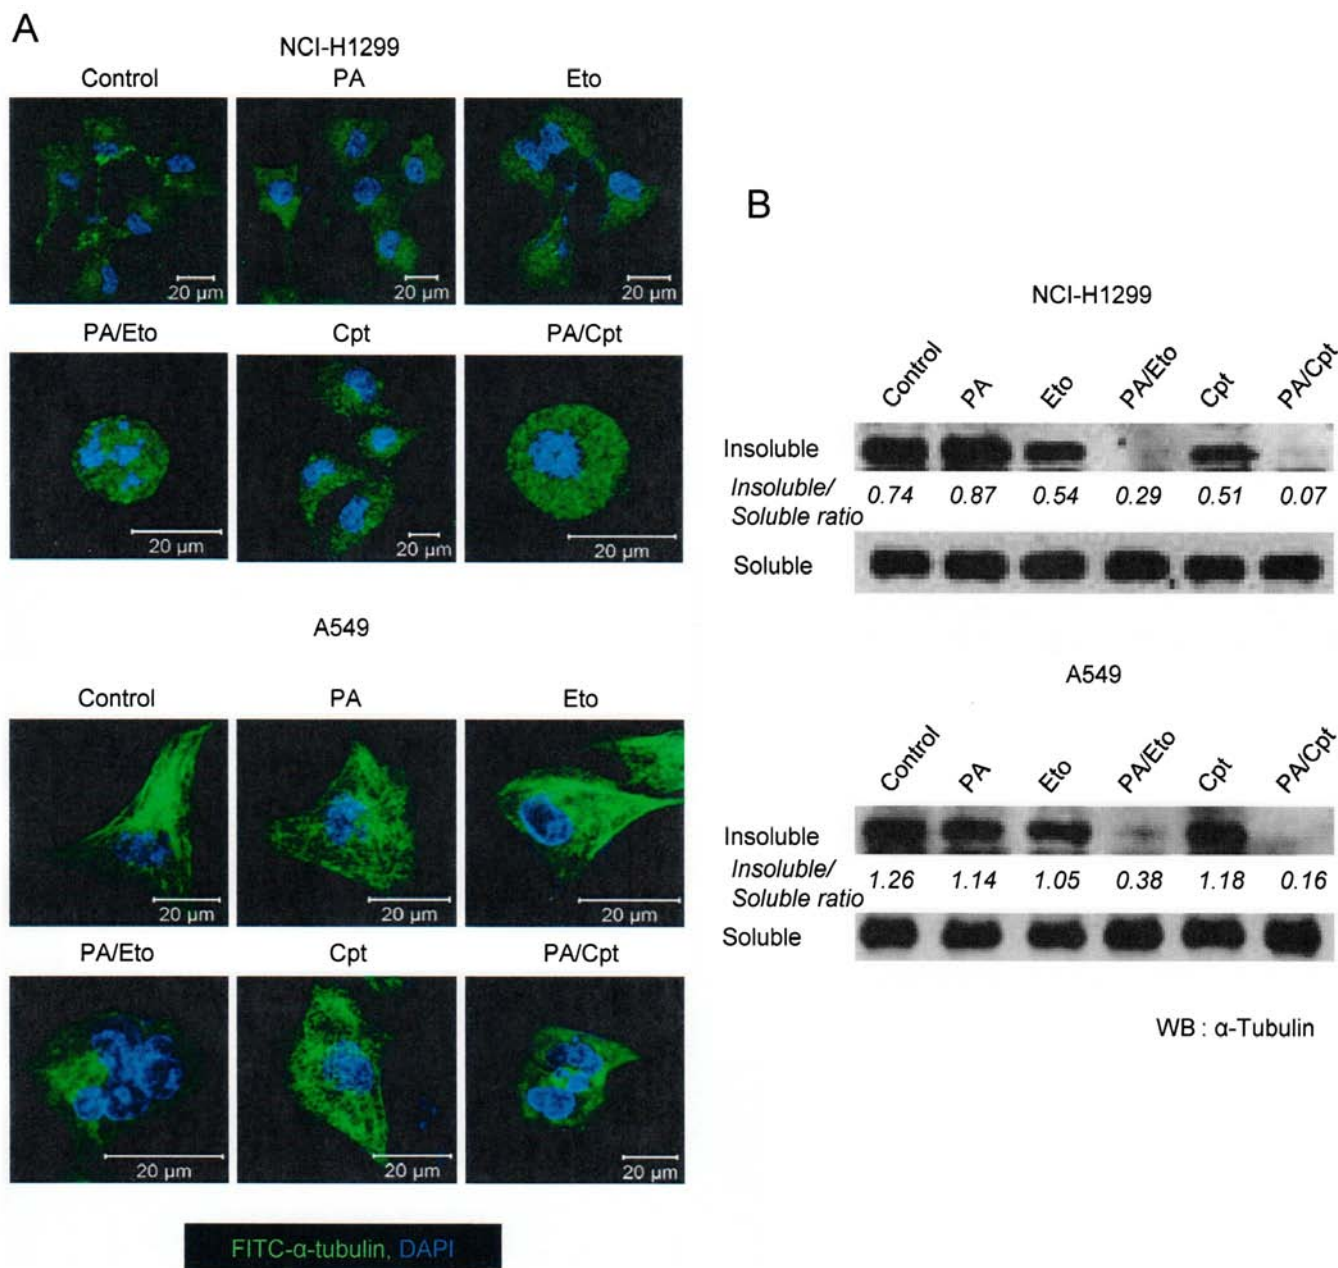 A
NCI-H1299
Control PA Eto
20 µm 20 µm 20 µm
PA/Eto Cpt PA/Cpt
20 µm 20 µm 20 µm
A549
Control PA Eto
20 µm 20 µm 20 µm
PA/Eto Cpt PA/Cpt
20 µm 20 µm 20 µm
FITC-α-tubulin, DAPI
B
NCI-H1299
Control PA Eto PA/Eto Cpt PA/Cpt
Insoluble
Insoluble/
Soluble ratio
0.74 0.87 0.54 0.29 0.51 0.07
Soluble
A549
Control PA Eto PA/Eto Cpt PA/Cpt
Insoluble
Insoluble/
Soluble ratio
1.26 1.14 1.05 0.38 1.18 0.16
Soluble
WB : α-Tubulin